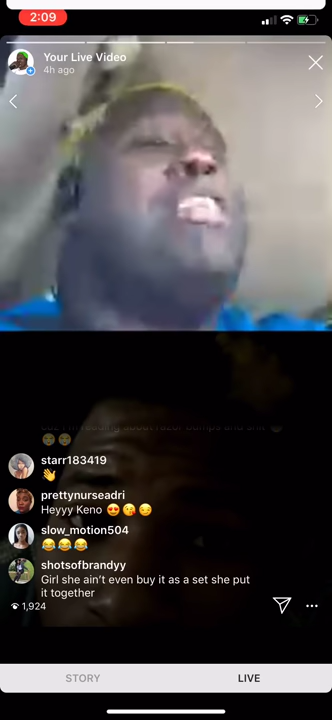 2:09
Your Live Video
4h ago
starr183419
👋
prettynurseadri
Heyyy Keno 😍😘😏
slow_motion504
😂😂😂
shotsofbrandyy
Girl she ain't even buy it as a set she put
it together
1,924
STORY
LIVE